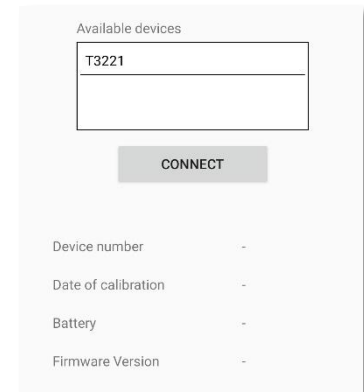 Available devices
T3221
CONNECT
Device number -
Date of calibration -
Battery -
Firmware Version -